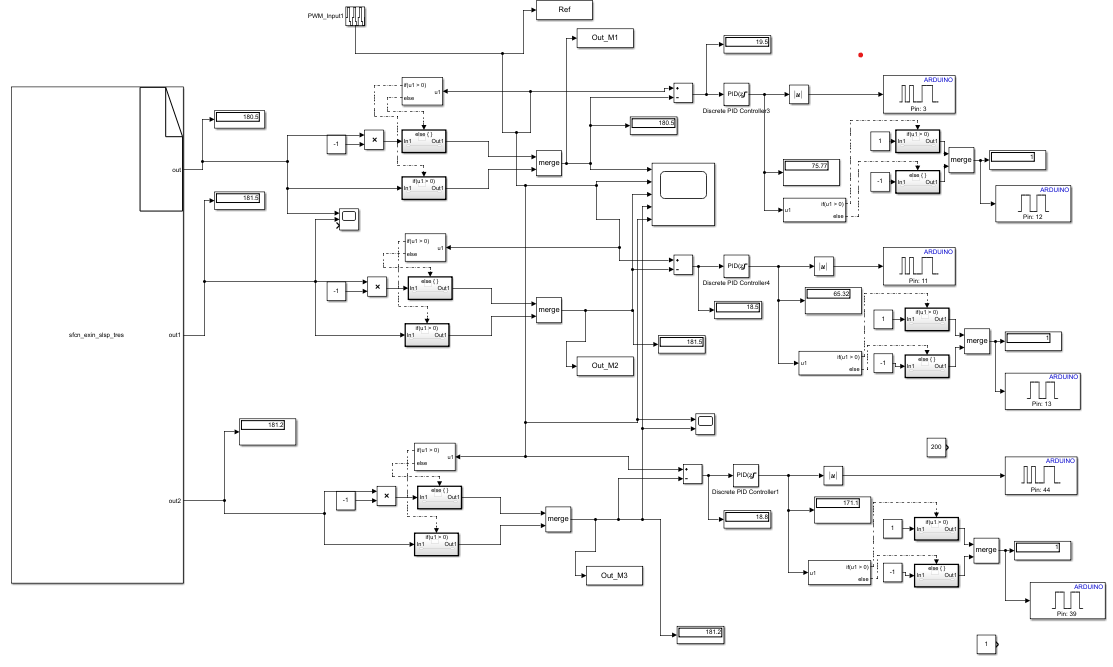 PWM_Input1
Ref
Out_M1
19.5
if(u1 > 0)
else
u1
+
−
PID(z)
Discrete PID Controller3
|u|
ARDUINO
Pin: 3
180.5
180.5
-1
×
else { }
In1
Out1
merge
if(u1 > 0)
In1
Out1
75.77
1
if(u1 > 0)
In1
Out1
merge
1
-1
else { }
In1
Out1
u1
if(u1 > 0)
else
ARDUINO
Pin: 12
out
181.5
if(u1 > 0)
else
u1
+
−
PID(z)
Discrete PID Controller4
|u|
ARDUINO
Pin: 11
-1
×
else { }
In1
Out1
merge
if(u1 > 0)
In1
Out1
65.32
18.5
1
if(u1 > 0)
In1
Out1
merge
1
sfcn_exin_slsp_tres
out1
181.5
Out_M2
u1
if(u1 > 0)
else
-1
else { }
In1
Out1
ARDUINO
Pin: 13
181.2
if(u1 > 0)
else
u1
200
+
−
PID(z)
Discrete PID Controller1
|u|
ARDUINO
Pin: 44
out2
-1
×
else { }
In1
Out1
merge
if(u1 > 0)
In1
Out1
171.1
18.8
1
if(u1 > 0)
In1
Out1
merge
1
Out_M3
u1
if(u1 > 0)
else
-1
else { }
In1
Out1
ARDUINO
Pin: 39
181.2
1